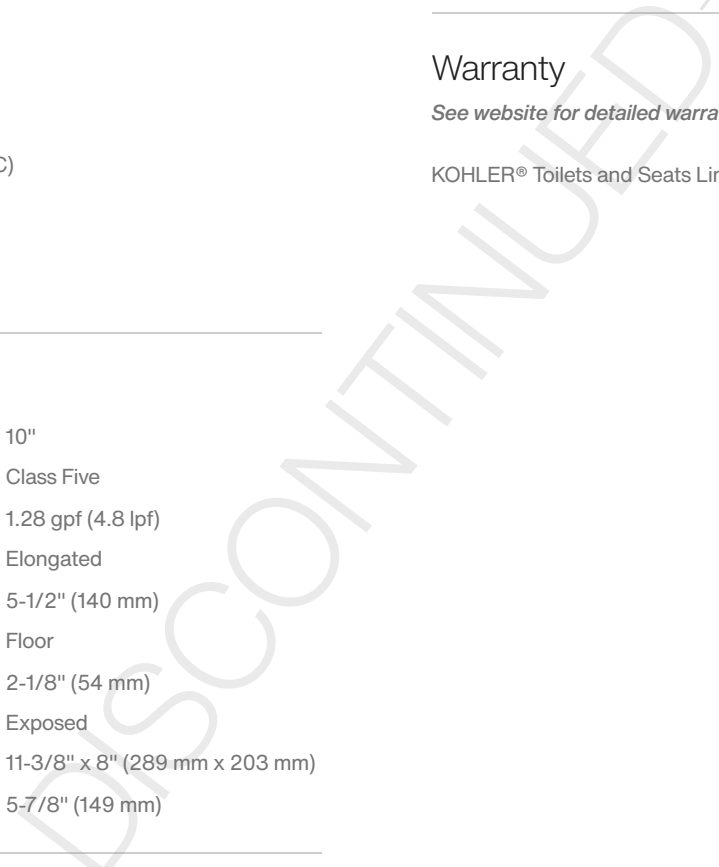 C)
10"
Class Five
1.28 gpf (4.8 lpf)
Elongated
5-1/2" (140 mm)
Floor
2-1/8" (54 mm)
Exposed
11-3/8" x 8" (289 mm x 203 mm)
5-7/8" (149 mm)
Warranty
See website for detailed
KOHLER® Toilets and Seats
DISCONTINUED